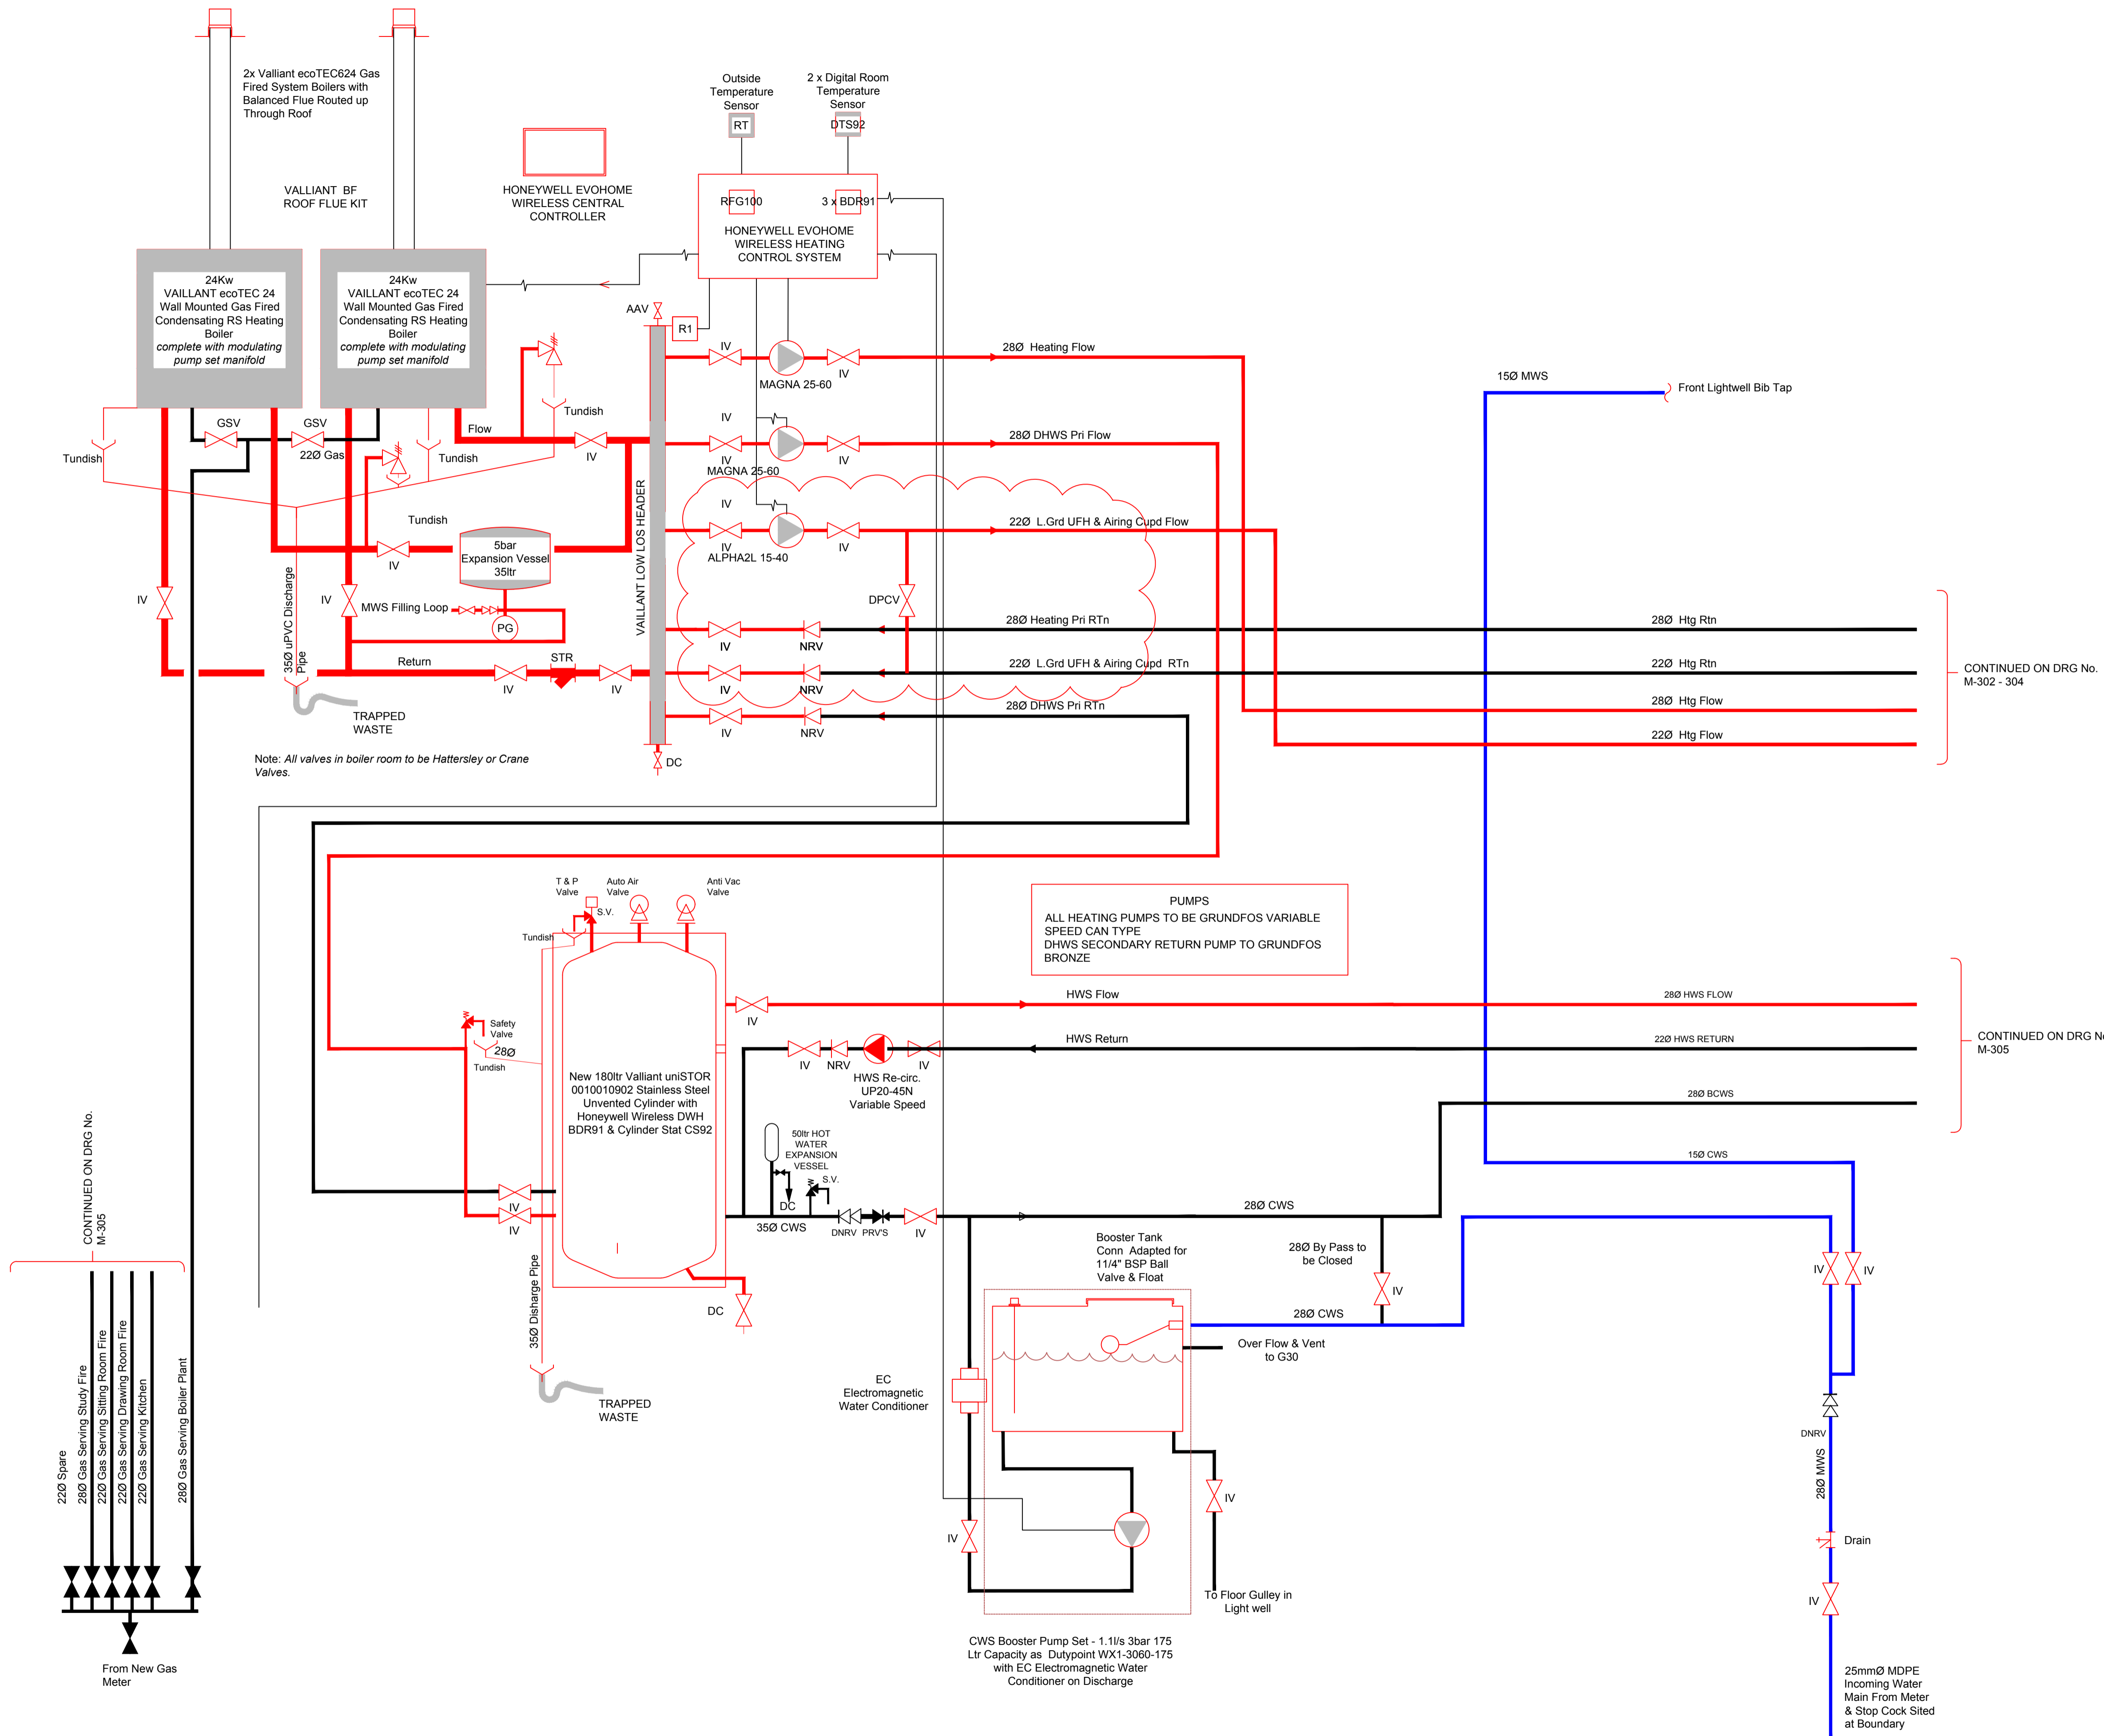 2x Valliant ecoTEC624 Gas
Fired System Boilers with
Balanced Flue Routed up
Through Roof
VALLIANT BF
ROOF FLUE KIT
HONEYWELL EVOHOME
WIRELESS CENTRAL
CONTROLLER
Outside
Temperature
Sensor
RT
2 x Digital Room
Temperature
Sensor
DTS92
RFG100
3 x BDR91
HONEYWELL EVOHOME
WIRELESS HEATING
CONTROL SYSTEM
24Kw
VAILLANT ecoTEC 24
Wall Mounted Gas Fired
Condensating RS Heating
Boiler
complete with modulating
pump set manifold
24Kw
VAILLANT ecoTEC 24
Wall Mounted Gas Fired
Condensating RS Heating
Boiler
complete with modulating
pump set manifold
AAV
R1
IV
IV
MAGNA 25-60
28Ø Heating Flow
15Ø MWS
Front Lightwell Bib Tap
Tundish
GSV
GSV
22Ø Gas
Flow
IV
Tundish
Tundish
IV
IV
MAGNA 25-60
28Ø DHWS Pri Flow
Tundish
5bar
Expansion Vessel
35ltr
IV
VAILLANT LOW LOS HEADER
IV
IV
IV
ALPHA2L 15-40
22Ø L.Grd UFH & Airing Cupd Flow
DPCV
IV
IV
MWS Filling Loop
PG
35Ø uPVC Discharge
Pipe
Return
IV
STR
IV
28Ø Heating Pri RTn
IV
NRV
22Ø L.Grd UFH & Airing Cupd RTn
IV
NRV
28Ø DHWS Pri RTn
IV
NRV
DC
28Ø Htg Rtn
22Ø Htg Rtn
28Ø Htg Flow
22Ø Htg Flow
CONTINUED ON DRG No.
M-302 - 304
TRAPPED
WASTE
Note: All valves in boiler room to be Hattersley or Crane
Valves.
T & P
Valve
S.V.
Auto Air
Valve
Anti Vac
Valve
Tundish
PUMPS
ALL HEATING PUMPS TO BE GRUNDFOS VARIABLE
SPEED CAN TYPE
DHWS SECONDARY RETURN PUMP TO GRUNDFOS
BRONZE
Safety
Valve
28Ø
Tundish
New 180ltr Valliant uniSTOR
0010010902 Stainless Steel
Unvented Cylinder with
Honeywell Wireless DWH
BDR91 & Cylinder Stat CS92
IV
HWS Flow
28Ø HWS FLOW
IV
NRV
IV
HWS Re-circ.
UP20-45N
Variable Speed
HWS Return
22Ø HWS RETURN
28Ø BCWS
CONTINUED ON DRG No
M-305
15Ø CWS
50ltr HOT
WATER
EXPANSION
VESSEL
DC
S.V.
35Ø CWS
DNRV
PRV'S
IV
28Ø CWS
IV
IV
35Ø Disharge Pipe
DC
TRAPPED
WASTE
Booster Tank
Conn Adapted for
11/4" BSP Ball
Valve & Float
28Ø By Pass to
be Closed
IV
28Ø CWS
Over Flow & Vent
to G30
EC
Electromagnetic
Water Conditioner
IV
IV
To Floor Gulley in
Light well
CWS Booster Pump Set - 1.1l/s 3bar 175
Ltr Capacity as Dutypoint WX1-3060-175
with EC Electromagnetic Water
Conditioner on Discharge
IV
IV
DNRV
28Ø MWS
Drain
IV
25mmØ MDPE
Incoming Water
Main From Meter
& Stop Cock Sited
at Boundary
CONTINUED ON DRG No.
M-305
22Ø Spare
28Ø Gas Serving Study Fire
22Ø Gas Serving Sitting Room Fire
22Ø Gas Serving Drawing Room Fire
22Ø Gas Serving Kitchen
28Ø Gas Serving Boiler Plant
From New Gas
Meter